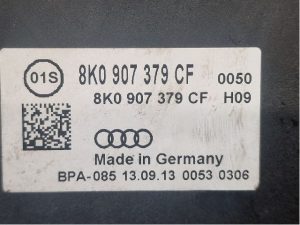 01S 8K0 907 379 CF 0050
8K0 907 379 CF H09
Made in Germany
BPA-085 13.09.13 0053 0306